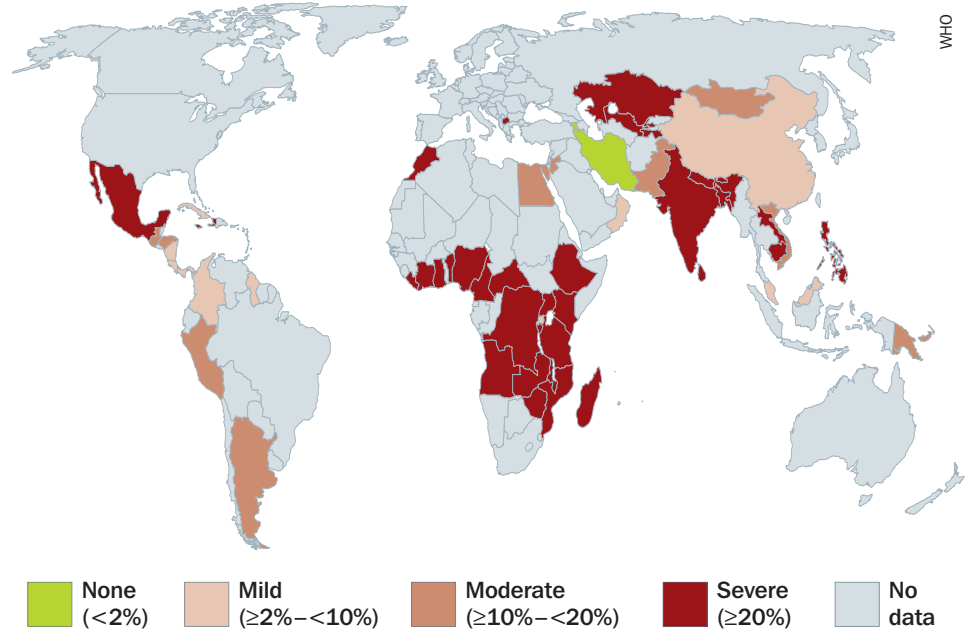 WHO
None
(<2%)
Mild
(≥2%–<10%)
Moderate
(≥10%–<20%)
Severe
(≥20%)
No
data